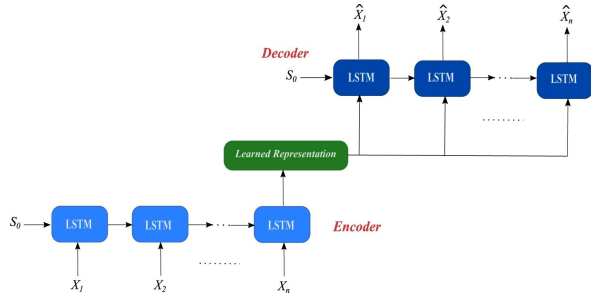 X̂₁ X̂₂ X̂ₙ
Decoder
S₀ LSTM LSTM ... LSTM
.........
Learned Representation
S₀ LSTM LSTM ... LSTM Encoder
.........
X₁ X₂ Xₙ